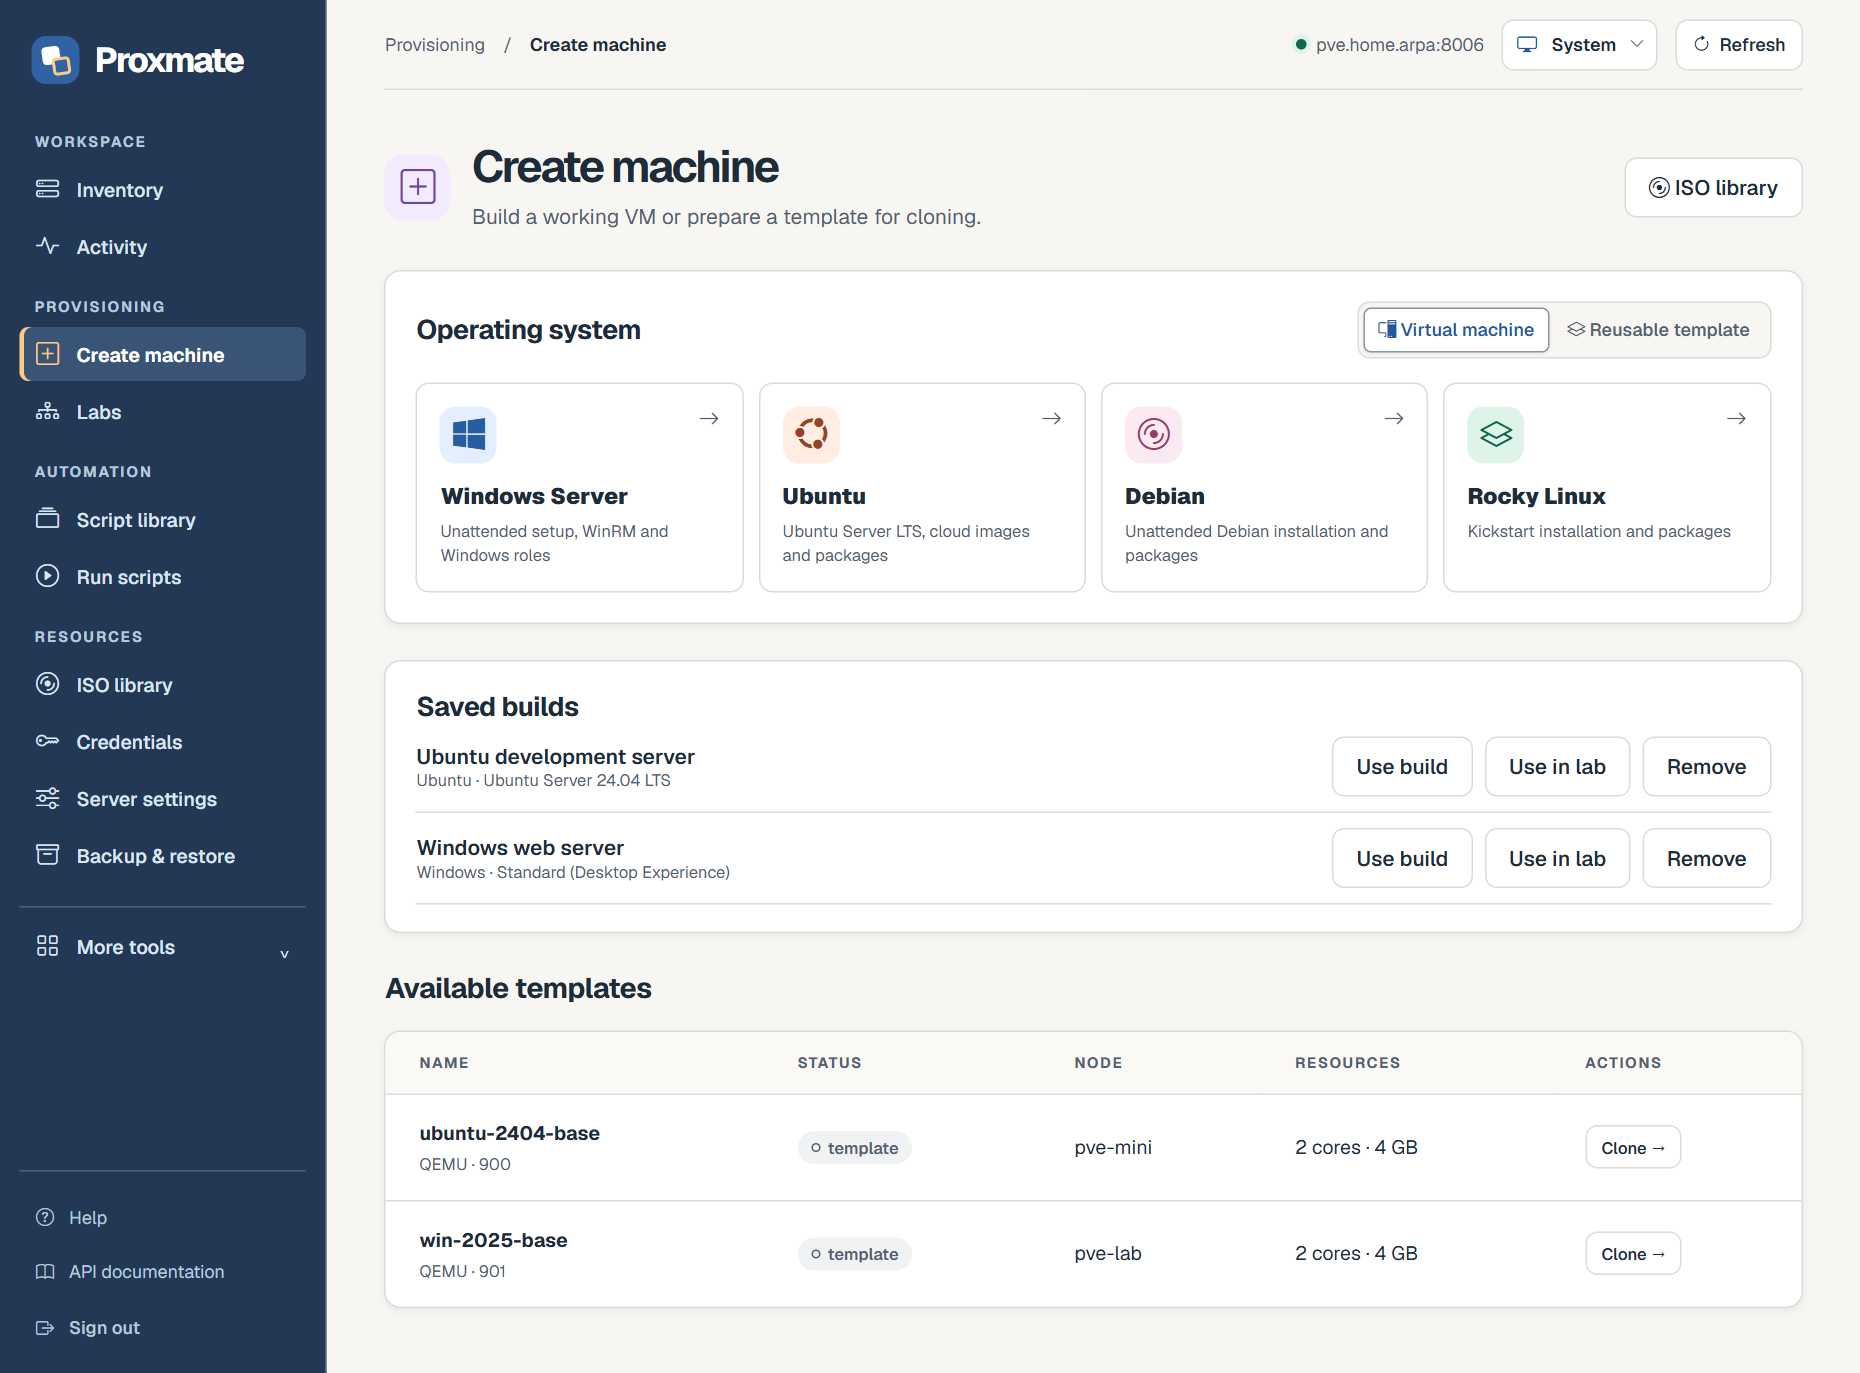 Proxmate
WORKSPACE
Inventory
Activity
PROVISIONING
Create machine
Labs
AUTOMATION
Script library
Run scripts
RESOURCES
ISO library
Credentials
Server settings
Backup & restore
More tools
Help
API documentation
Sign out
Provisioning / Create machine
pve.home.arpa:8006
System
Refresh
Create machine
Build a working VM or prepare a template for cloning.
ISO library
Operating system
Virtual machine
Reusable template
Windows Server
Unattended setup, WinRM and
Windows roles
Ubuntu
Ubuntu Server LTS, cloud images
and packages
Debian
Unattended Debian installation and
packages
Rocky Linux
Kickstart installation and packages
Saved builds
Ubuntu development server
Ubuntu · Ubuntu Server 24.04 LTS
Use build
Use in lab
Remove
Windows web server
Windows · Standard (Desktop Experience)
Use build
Use in lab
Remove
Available templates
NAME STATUS NODE RESOURCES ACTIONS
ubuntu-2404-base
QEMU · 900
template
pve-mini
2 cores · 4 GB
Clone →
win-2025-base
QEMU · 901
template
pve-lab
2 cores · 4 GB
Clone →